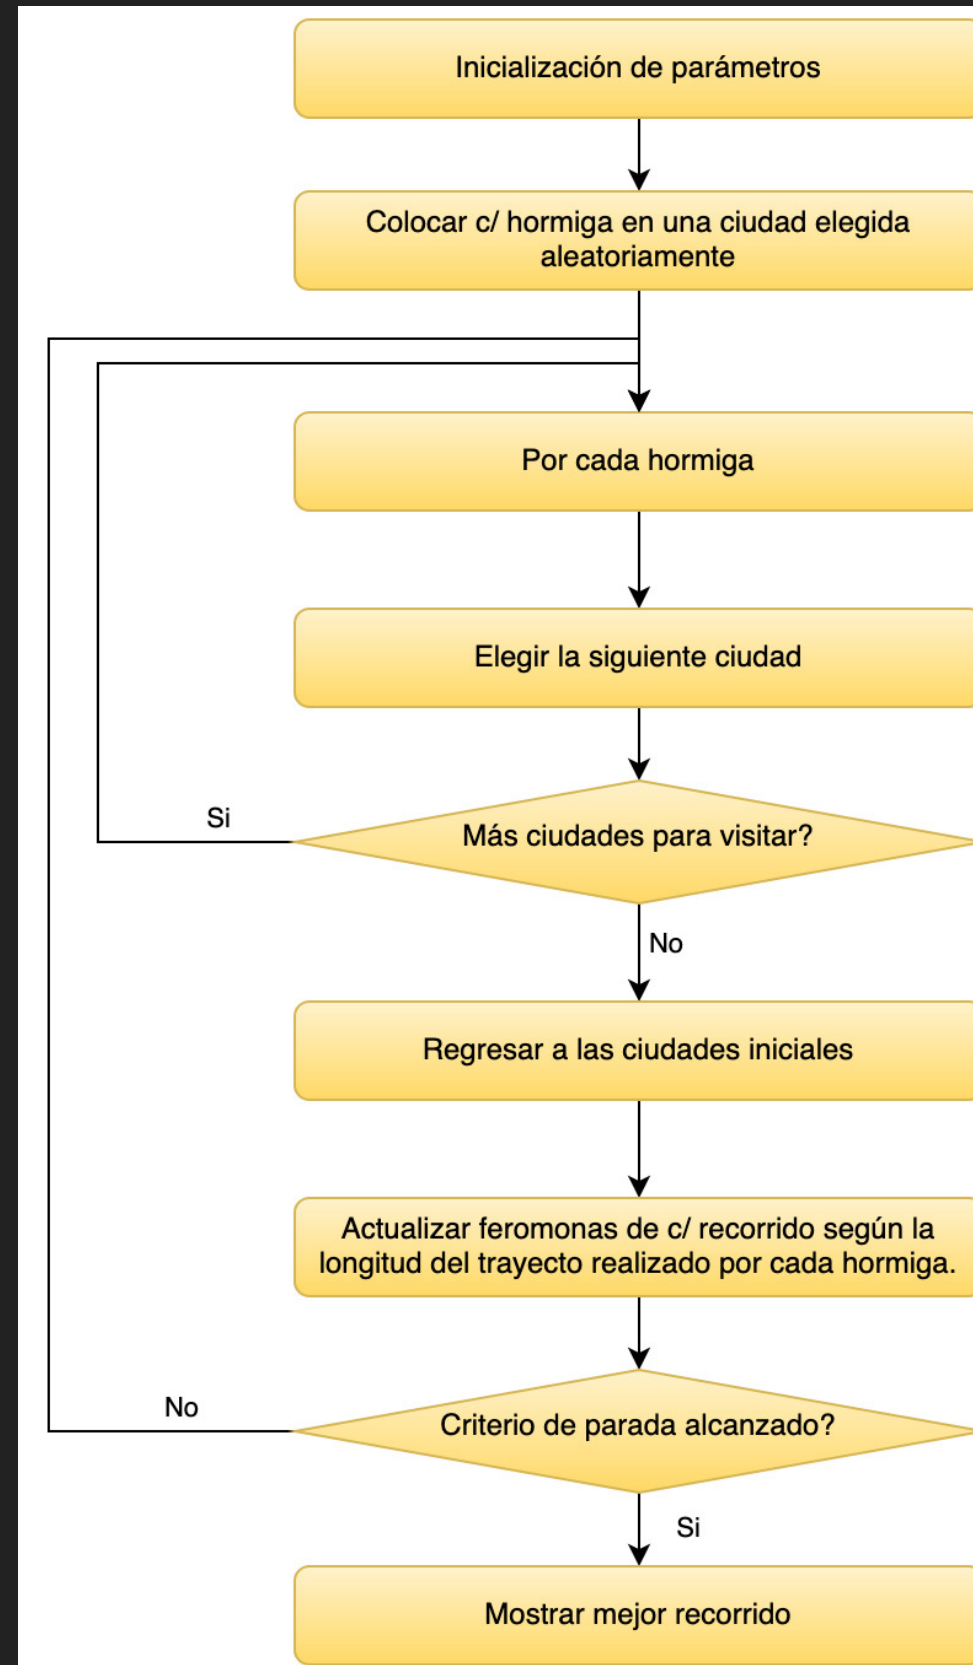 Inicialización de parámetros
Colocar c/ hormiga en una ciudad elegida
aleatoriamente
Por cada hormiga
Elegir la siguiente ciudad
Si
Más ciudades para visitar?
No
Regresar a las ciudades iniciales
Actualizar feromonas de c/ recorrido según la
longitud del trayecto realizado por cada hormiga.
No
Criterio de parada alcanzado?
Si
Mostrar mejor recorrido